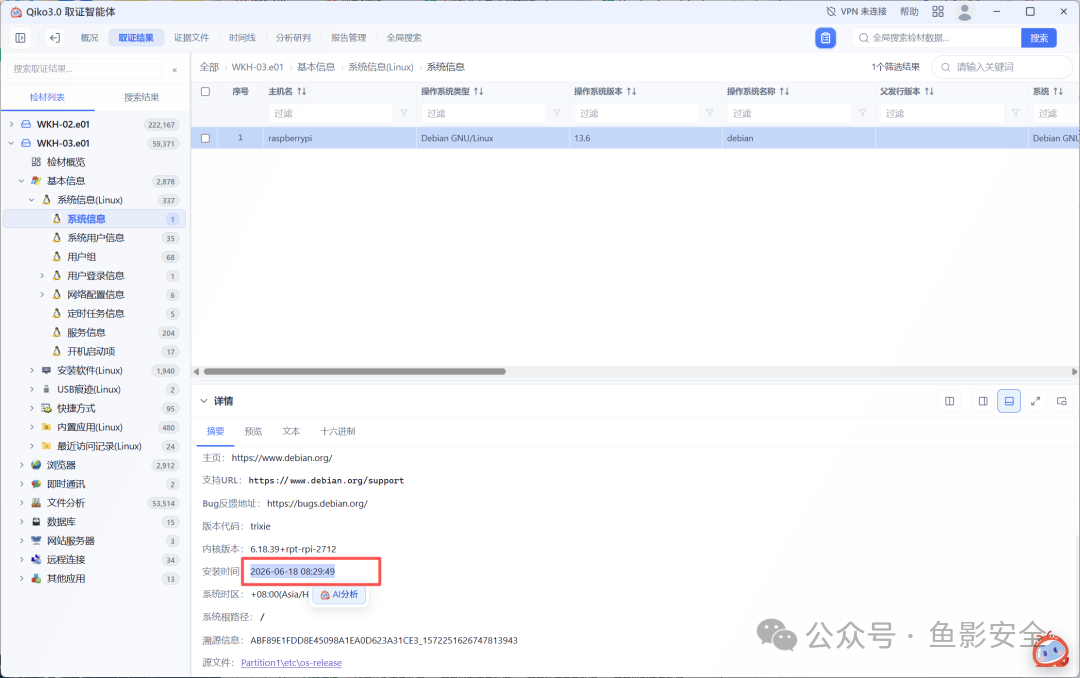 Qiko3.0 取证智能体
VPN 未连接 帮助
概况 取证结果 证据文件 时间线 分析研判 报告管理 全局搜索
全局搜索检材数据... 搜索
搜索取证结果... «
全部 › WKH-03.e01 › 基本信息 › 系统信息(Linux) › 系统信息
1个筛选结果 请输入关键词
检材列表 搜索结果
序号 主机名 ↑↓ 操作系统类型 ↑↓ 操作系统版本 ↑↓ 操作系统名称 ↑↓ 父发行版本 ↑↓ 系统 ↑↓
过滤 过滤 过滤 过滤 过滤 过滤
1 raspberrypi Debian GNU/Linux 13.6 debian Debian GNU
WKH-02.e01 222,167
WKH-03.e01 59,371
检材概览
基本信息 2,878
系统信息(Linux) 337
系统信息 1
系统用户信息 35
用户组 68
用户登录信息 1
网络配置信息 6
定时任务信息 5
服务信息 204
开机启动项 17
安装软件(Linux) 1,940
USB痕迹(Linux) 2
快捷方式 95
内置应用(Linux) 480
最近访问记录(Linux) 24
浏览器 2,912
即时通讯 2
文件分析 53,514
数据库 15
网站服务器 3
远程连接 34
其他应用 13
详情
摘要 预览 文本 十六进制
主页: https://www.debian.org/
支持URL: https://www.debian.org/support
Bug反馈地址: https://bugs.debian.org/
版本代码: trixie
内核版本: 6.18.39+rpt-rpi-2712
安装时间 2026-06-18 08:29:49
系统时区: +08:00(Asia/H
AI分析
系统根路径: /
溯源信息: ABF89E1FDD8E45098A1EA0D623A31CE3_1572251626747813943
源文件: Partition1\etc\os-release
公众号 · 鱼影安全